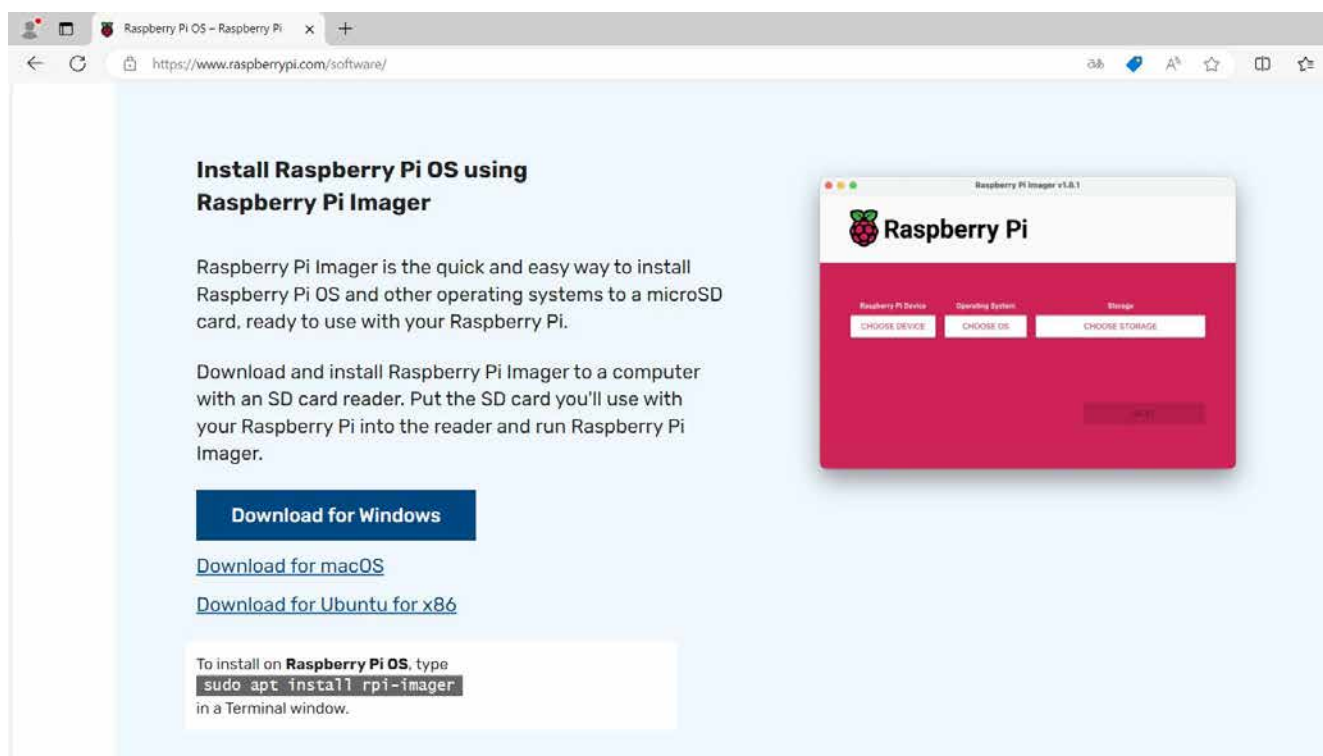 Raspberry Pi OS – Raspberry Pi
https://www.raspberrypi.com/software/
Install Raspberry Pi OS using
Raspberry Pi Imager
Raspberry Pi Imager is the quick and easy way to install
Raspberry Pi OS and other operating systems to a microSD
card, ready to use with your Raspberry Pi.
Download and install Raspberry Pi Imager to a computer
with an SD card reader. Put the SD card you'll use with
your Raspberry Pi into the reader and run Raspberry Pi
Imager.
Download for Windows
Download for macOS
Download for Ubuntu for x86
To install on Raspberry Pi OS, type
sudo apt install rpi-imager
in a Terminal window.
Raspberry Pi Imager v1.8.1
Raspberry Pi
Raspberry Pi Device Operating System Storage
CHOOSE DEVICE CHOOSE OS CHOOSE STORAGE